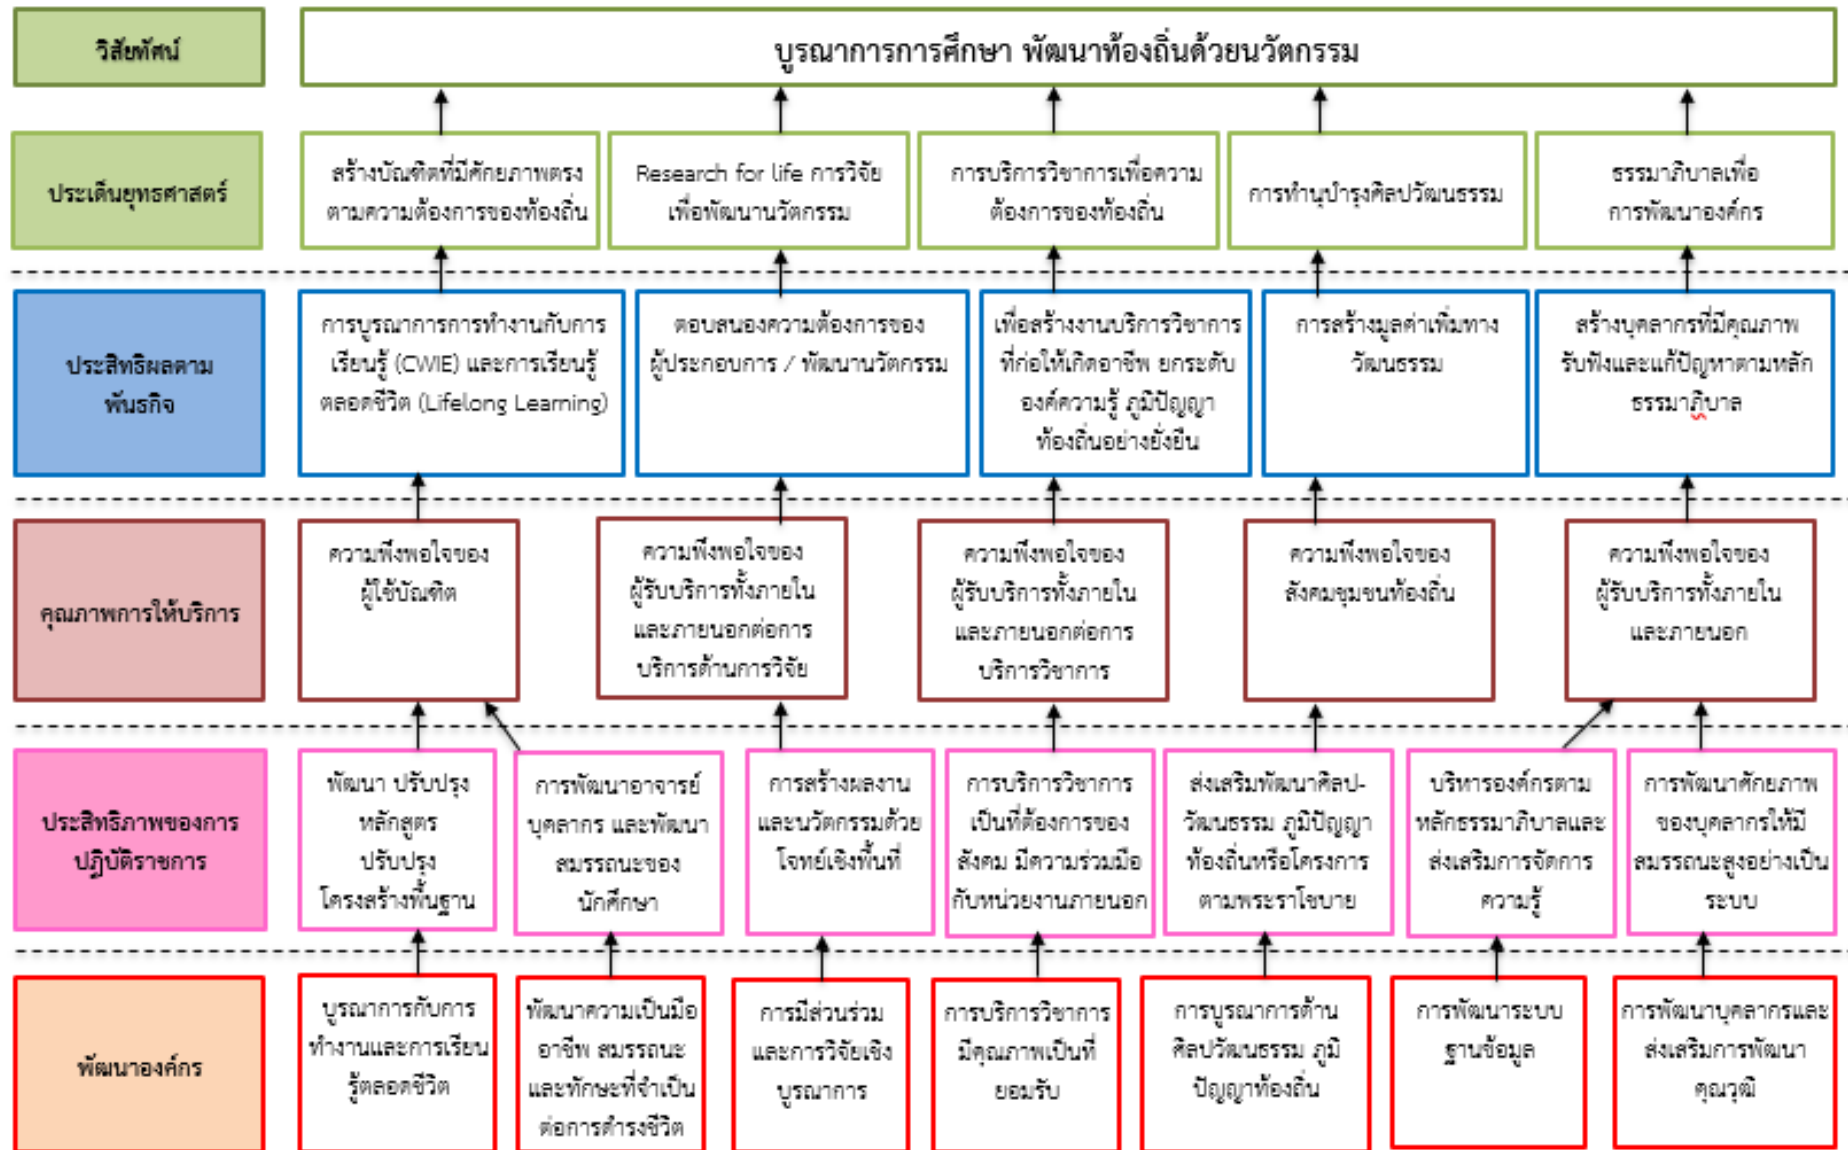 วิสัยทัศน์
บูรณาการการศึกษา พัฒนาท้องถิ่นด้วยนวัตกรรม
ประเด็นยุทธศาสตร์
สร้างบัณฑิตที่มีศักยภาพตรง
ตามความต้องการของท้องถิ่น
Research for life การวิจัย
เพื่อพัฒนานวัตกรรม
การบริการวิชาการเพื่อความ
ต้องการของท้องถิ่น
การทำนุบำรุงศิลปวัฒนธรรม
ธรรมาภิบาลเพื่อ
การพัฒนาองค์กร
ประสิทธิผลตาม
พันธกิจ
การบูรณาการการทำงานกับการ
เรียนรู้ (CWIE) และการเรียนรู้
ตลอดชีวิต (Lifelong Learning)
ตอบสนองความต้องการของ
ผู้ประกอบการ / พัฒนานวัตกรรม
เพื่อสร้างงานบริการวิชาการ
ที่ก่อให้เกิดอาชีพ ยกระดับ
องค์ความรู้ ภูมิปัญญา
ท้องถิ่นอย่างยั่งยืน
การสร้างมูลค่าเพิ่มทาง
วัฒนธรรม
สร้างบุคลากรที่มีคุณภาพ
รับฟังและแก้ปัญหาตามหลัก
ธรรมาภิบาล
คุณภาพการให้บริการ
ความพึงพอใจของ
ผู้ใช้บัณฑิต
ความพึงพอใจของ
ผู้รับบริการทั้งภายใน
และภายนอกต่อการ
บริการด้านการวิจัย
ความพึงพอใจของ
ผู้รับบริการทั้งภายใน
และภายนอกต่อการ
บริการวิชาการ
ความพึงพอใจของ
สังคมชุมชนท้องถิ่น
ความพึงพอใจของ
ผู้รับบริการทั้งภายใน
และภายนอก
ประสิทธิภาพของการ
ปฏิบัติราชการ
พัฒนา ปรับปรุง
หลักสูตร
ปรับปรุง
โครงสร้างพื้นฐาน
การพัฒนาอาจารย์
บุคลากร และพัฒนา
สมรรถนะของ
นักศึกษา
การสร้างผลงาน
และนวัตกรรมด้วย
โจทย์เชิงพื้นที่
การบริการวิชาการ
เป็นที่ต้องการของ
สังคม มีความร่วมมือ
กับหน่วยงานภายนอก
ส่งเสริมพัฒนาศิลป-
วัฒนธรรม ภูมิปัญญา
ท้องถิ่นหรือโครงการ
ตามพระราโชบาย
บริหารองค์กรตาม
หลักธรรมาภิบาลและ
ส่งเสริมการจัดการ
ความรู้
การพัฒนาศักยภาพ
ของบุคลากรให้มี
สมรรถนะสูงอย่างเป็น
ระบบ
พัฒนาองค์กร
บูรณาการกับการ
ทำงานและการเรียน
รู้ตลอดชีวิต
พัฒนาความเป็นมือ
อาชีพ สมรรถนะ
และทักษะที่จำเป็น
ต่อการดำรงชีวิต
การมีส่วนร่วม
และการวิจัยเชิง
บูรณาการ
การบริการวิชาการ
มีคุณภาพเป็นที่
ยอมรับ
การบูรณาการด้าน
ศิลปวัฒนธรรม ภูมิ
ปัญญาท้องถิ่น
การพัฒนาระบบ
ฐานข้อมูล
การพัฒนาบุคลากรและ
ส่งเสริมการพัฒนา
คุณวุฒิ